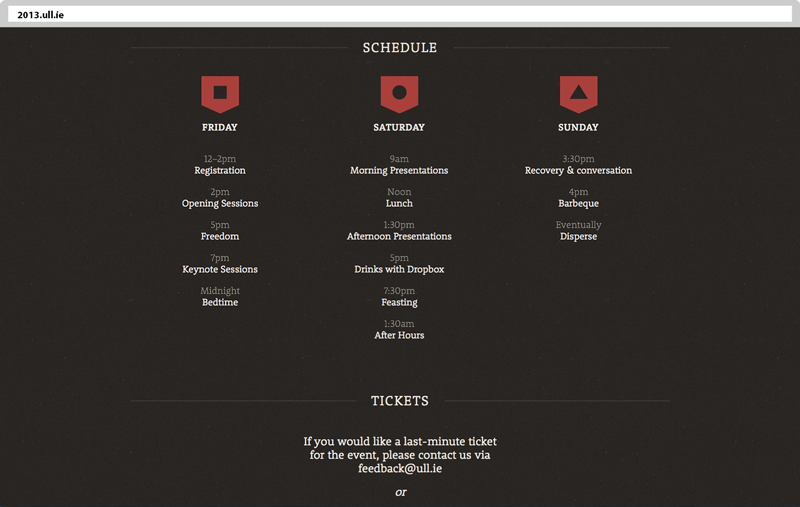 2013.ull.ie
SCHEDULE
FRIDAY
12–2pm
Registration
2pm
Opening Sessions
5pm
Freedom
7pm
Keynote Sessions
Midnight
Bedtime
SATURDAY
9am
Morning Presentations
Noon
Lunch
1:30pm
Afternoon Presentations
5pm
Drinks with Dropbox
7:30pm
Feasting
1:30am
After Hours
SUNDAY
3:30pm
Recovery & conversation
4pm
Barbeque
Eventually
Disperse
TICKETS
If you would like a last-minute ticket
for the event, please contact us via
feedback@ull.ie
or